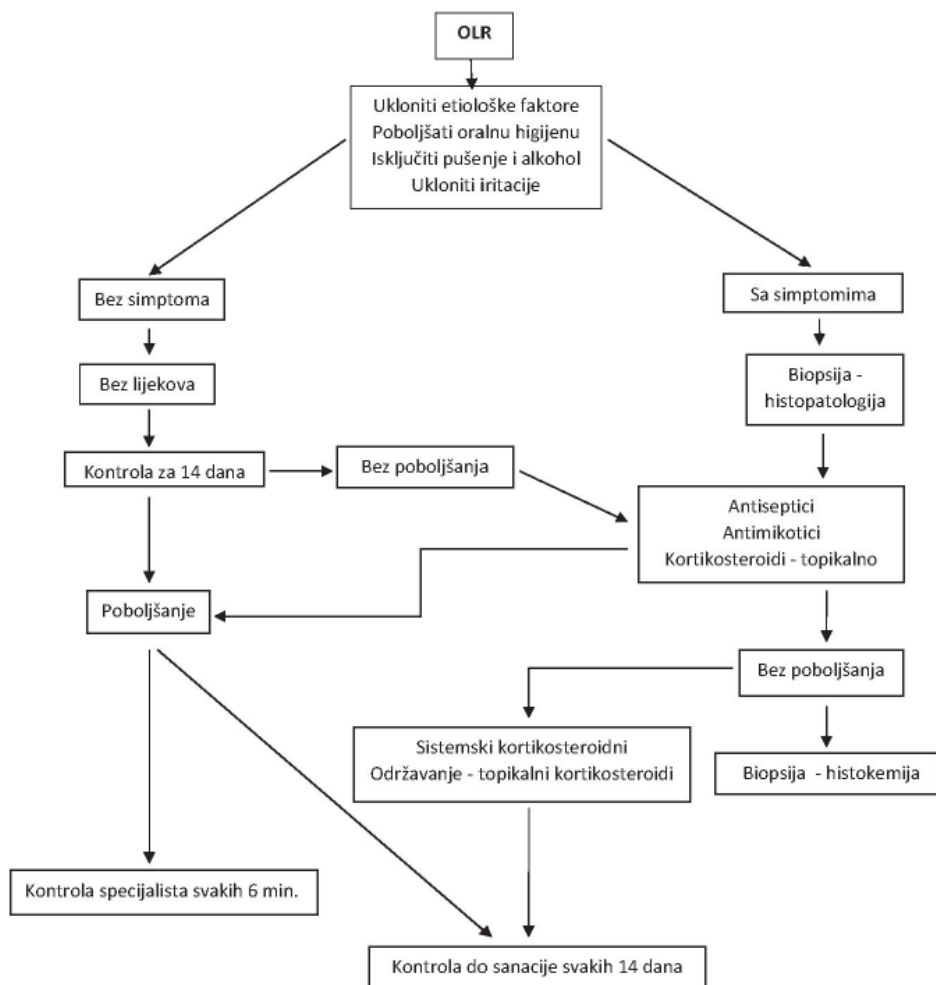 OLR
Ukloniti etiološke faktore
Poboljšati oralnu higijenu
Isključiti pušenje i alkohol
Ukloniti iritacije
Bez simptoma
Sa simptomima
Bez lijekova
Biopsija -
histopatologija
Kontrola za 14 dana
Bez poboljšanja
Antiseptici
Antimikotici
Kortikosteroidi - topikalno
Poboljšanje
Bez poboljšanja
Sistemski kortikosteroidni
Održavanje - topikalni kortikosteroidi
Biopsija - histokemija
Kontrola specijalista svakih 6 min.
Kontrola do sanacije svakih 14 dana